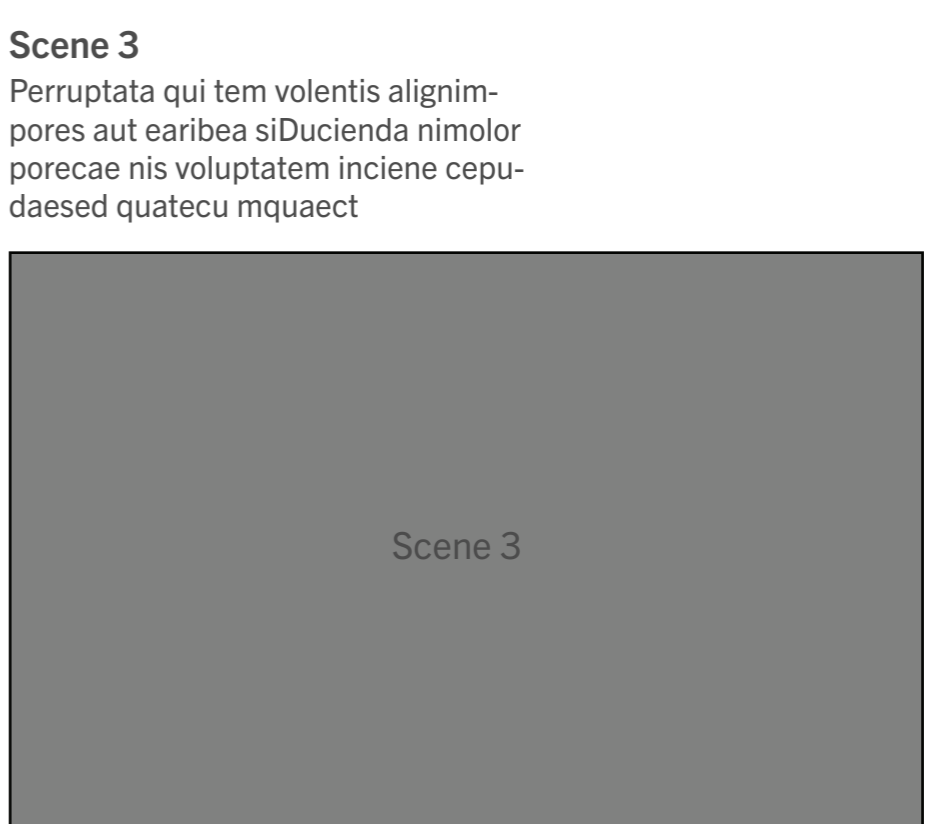 Scene 3
Perruptata qui tem volentis alignim-
pores aut earibea siDucienda nimolor
porecae nis voluptatem inciene cepu-
daesed quatecu mquaect
Scene 3